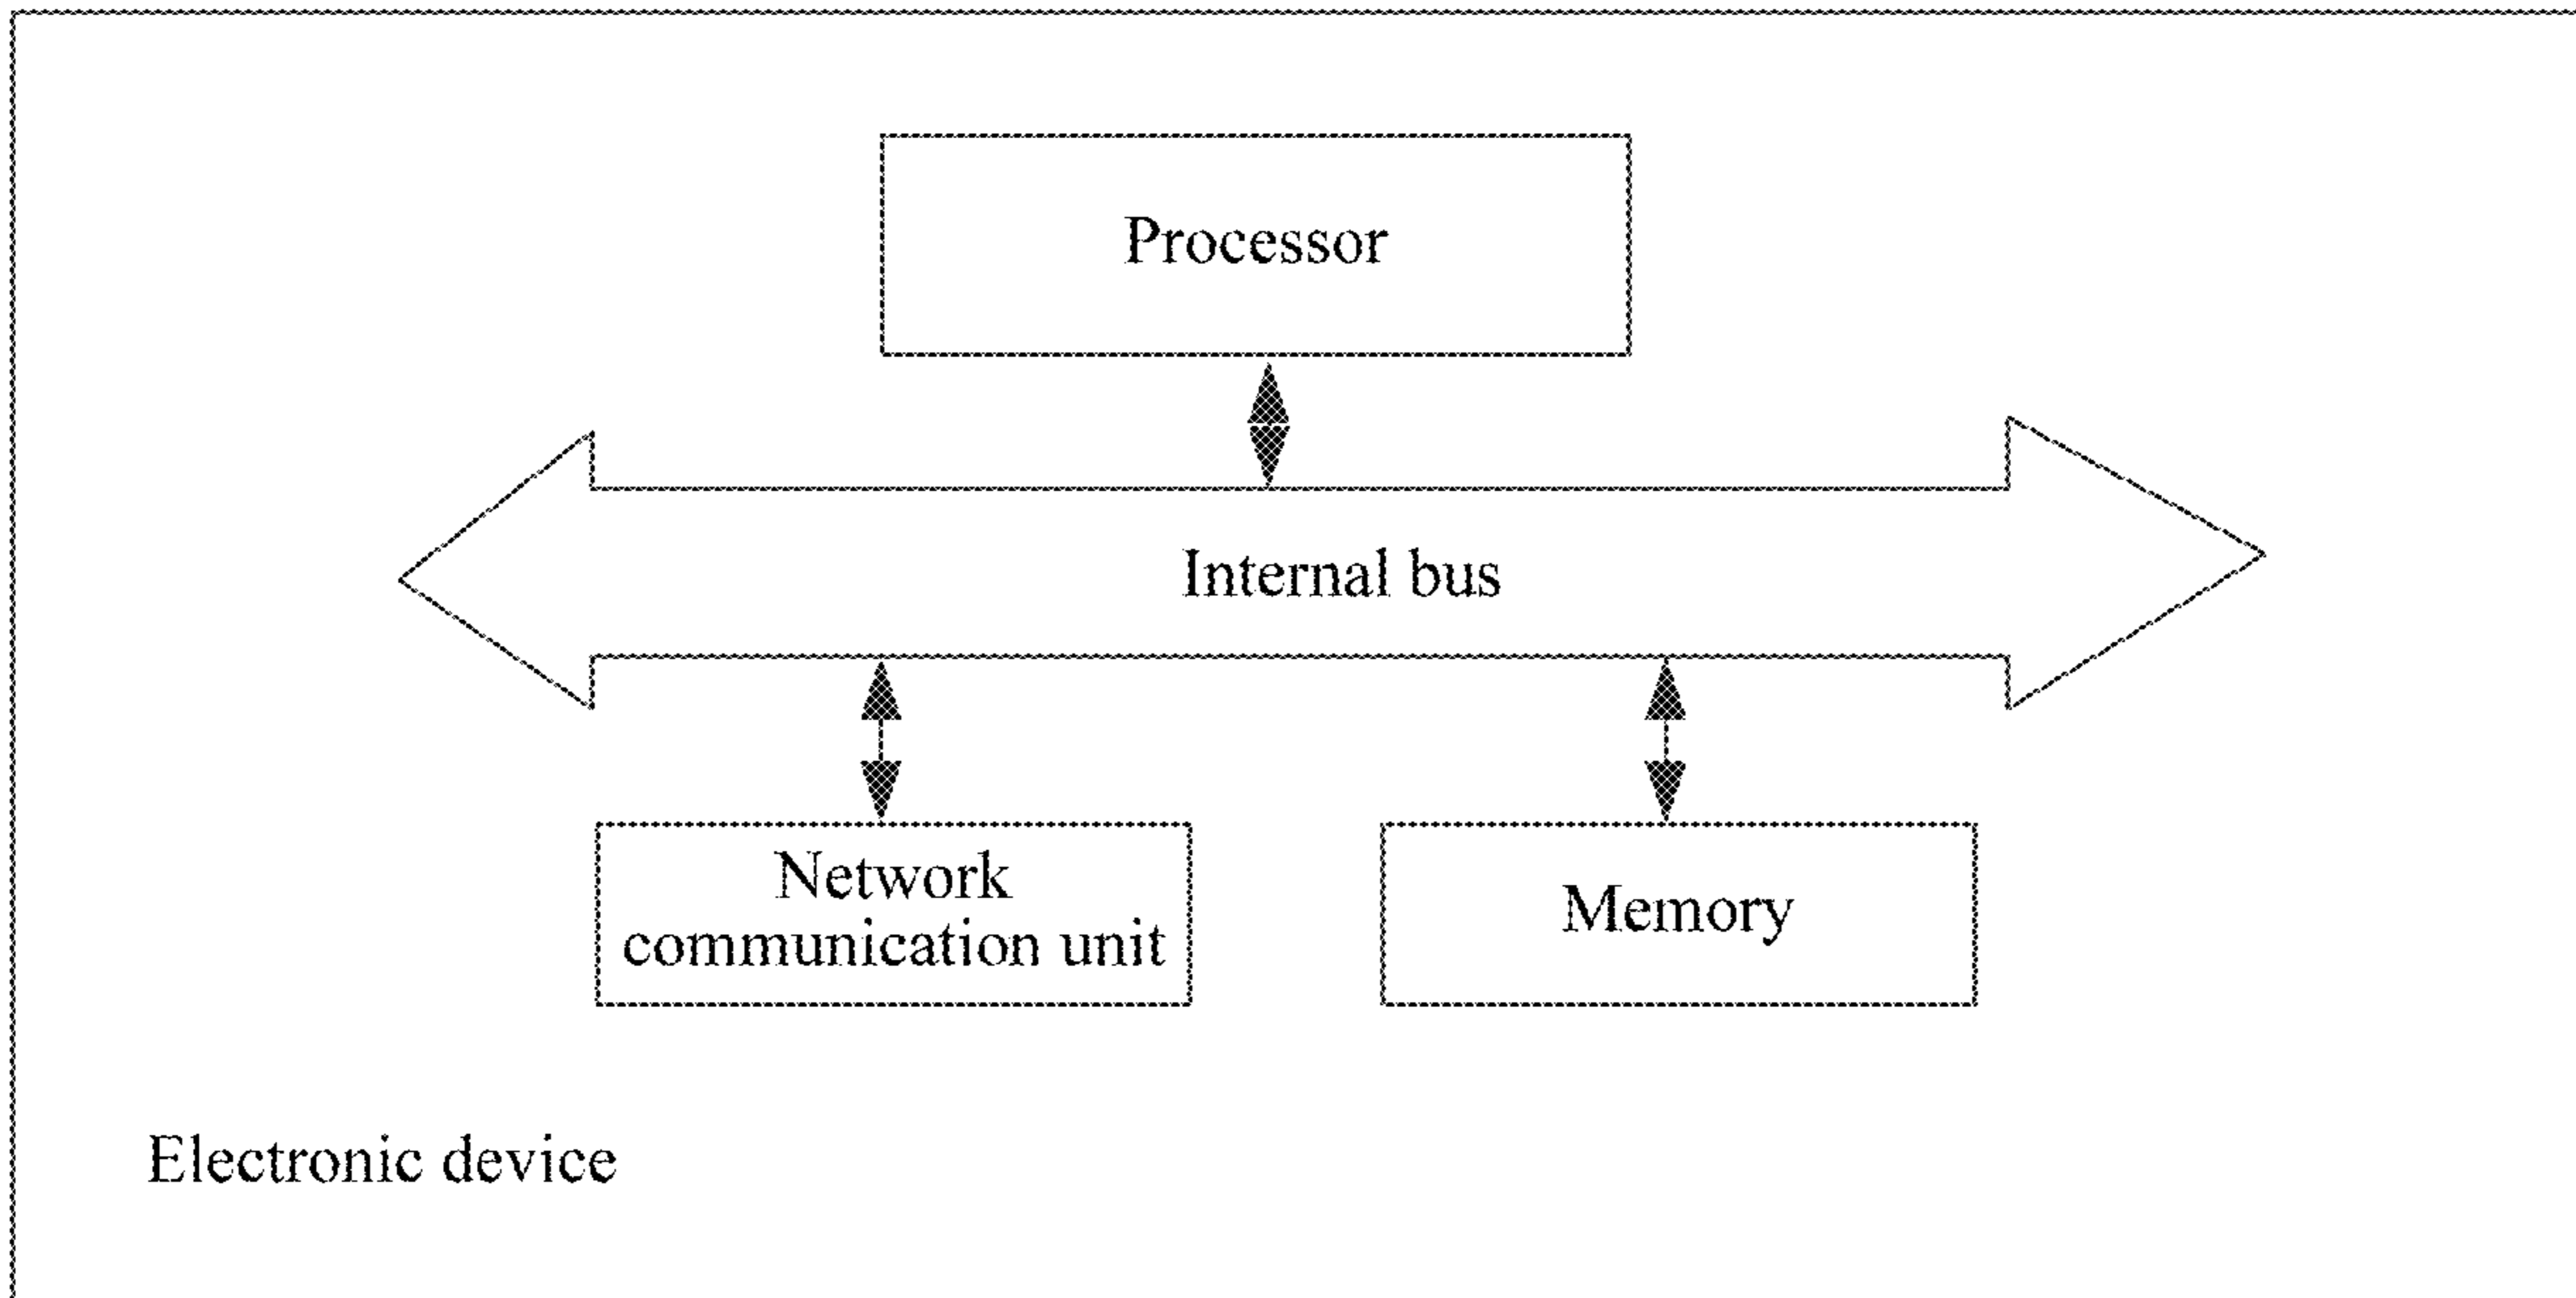 Processor
Internal bus
Network
communication unit
Memory
Electronic device